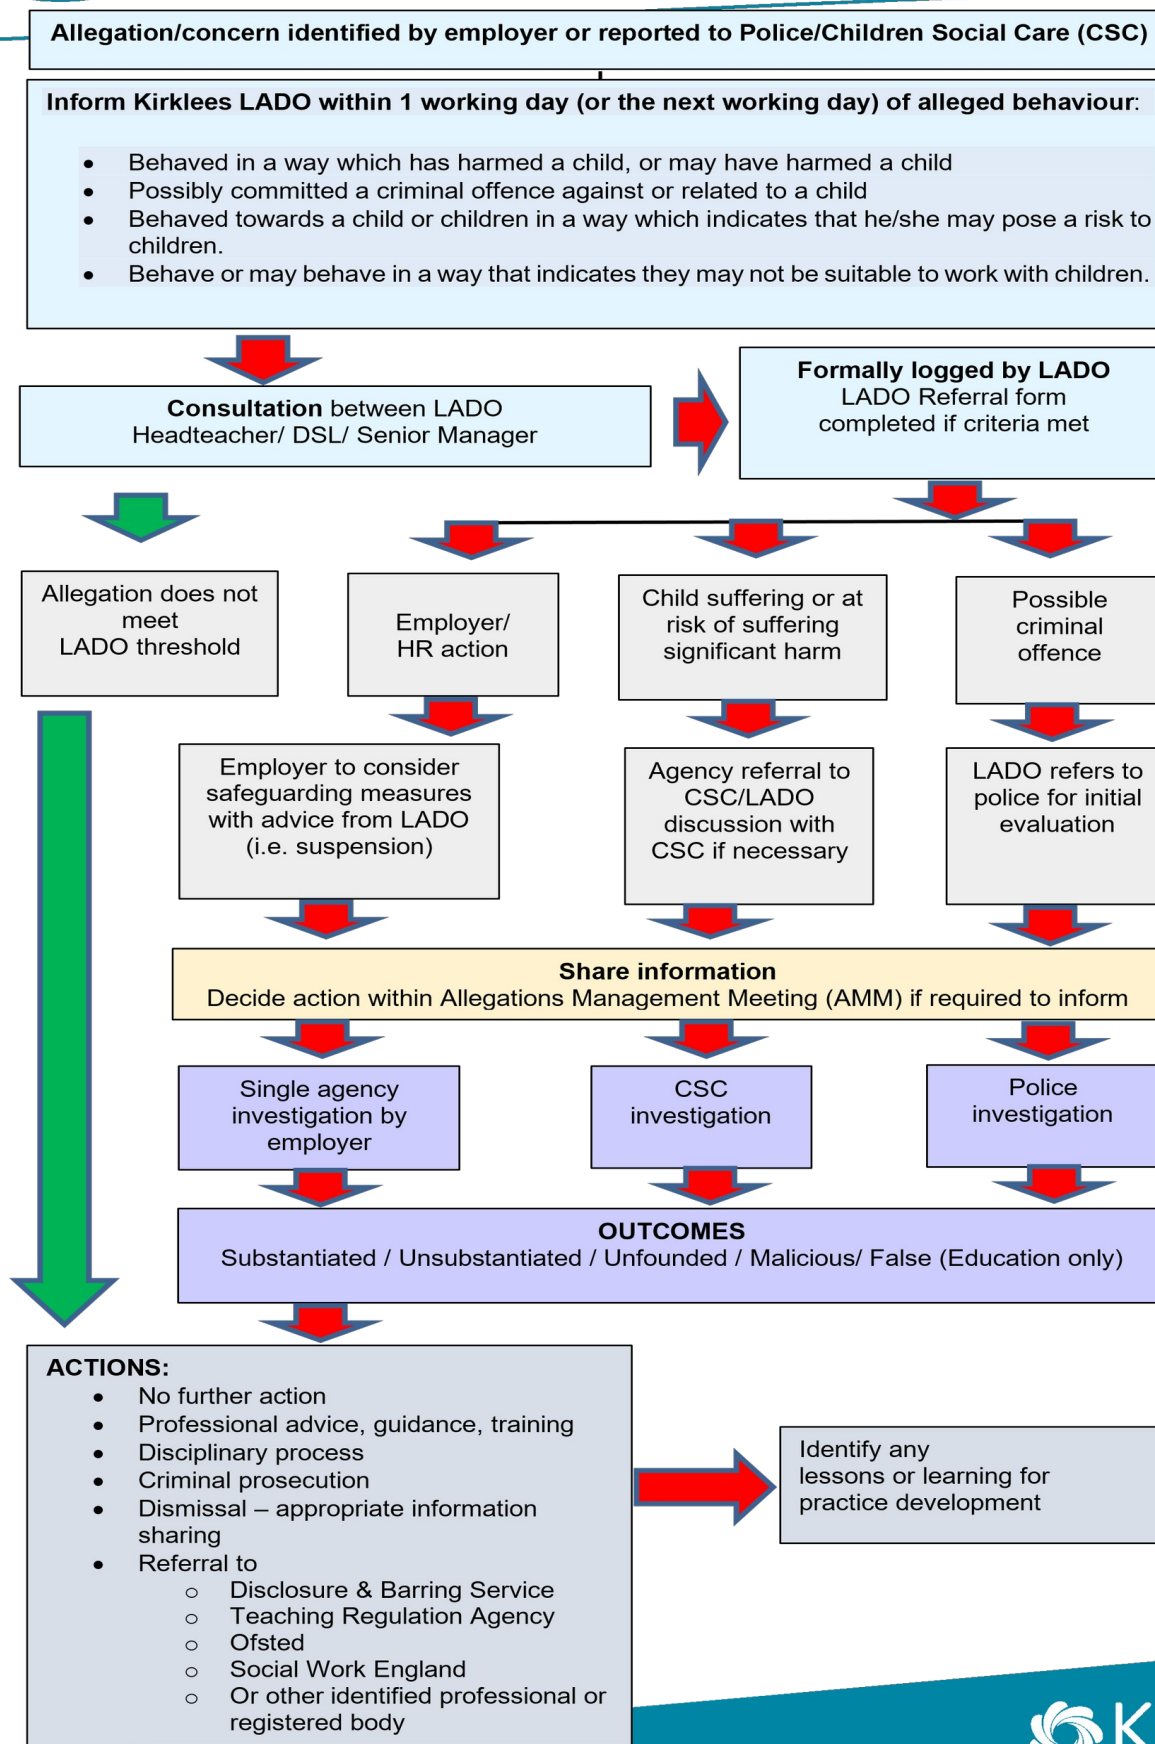 Allegation/concern identified by employer or reported to Police/Children Social Care (CSC)
Inform Kirklees LADO within 1 working day (or the next working day) of alleged behaviour:
• Behaved in a way which has harmed a child, or may have harmed a child
• Possibly committed a criminal offence against or related to a child
• Behaved towards a child or children in a way which indicates that he/she may pose a risk to
children.
• Behave or may behave in a way that indicates they may not be suitable to work with children.
Consultation between LADO
Headteacher/ DSL/ Senior Manager
Formally logged by LADO
LADO Referral form
completed if criteria met
Allegation does not
meet
LADO threshold
Employer/
HR action
Child suffering or at
risk of suffering
significant harm
Possible
criminal
offence
Employer to consider
safeguarding measures
with advice from LADO
(i.e. suspension)
Agency referral to
CSC/LADO
discussion with
CSC if necessary
LADO refers to
police for initial
evaluation
Share information
Decide action within Allegations Management Meeting (AMM) if required to inform
Single agency
investigation by
employer
CSC
investigation
Police
investigation
OUTCOMES
Substantiated / Unsubstantiated / Unfounded / Malicious/ False (Education only)
ACTIONS:
• No further action
• Professional advice, guidance, training
• Disciplinary process
• Criminal prosecution
• Dismissal – appropriate information
sharing
• Referral to
o Disclosure & Barring Service
o Teaching Regulation Agency
o Ofsted
o Social Work England
o Or other identified professional or
registered body
Identify any
lessons or learning for
practice development
K